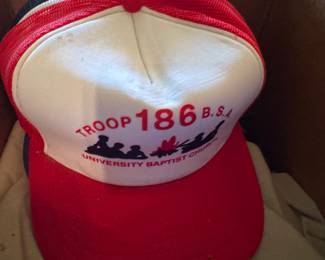 TROOP 186 B.S.A.
UNIVERSITY BAPTIST CHURCH